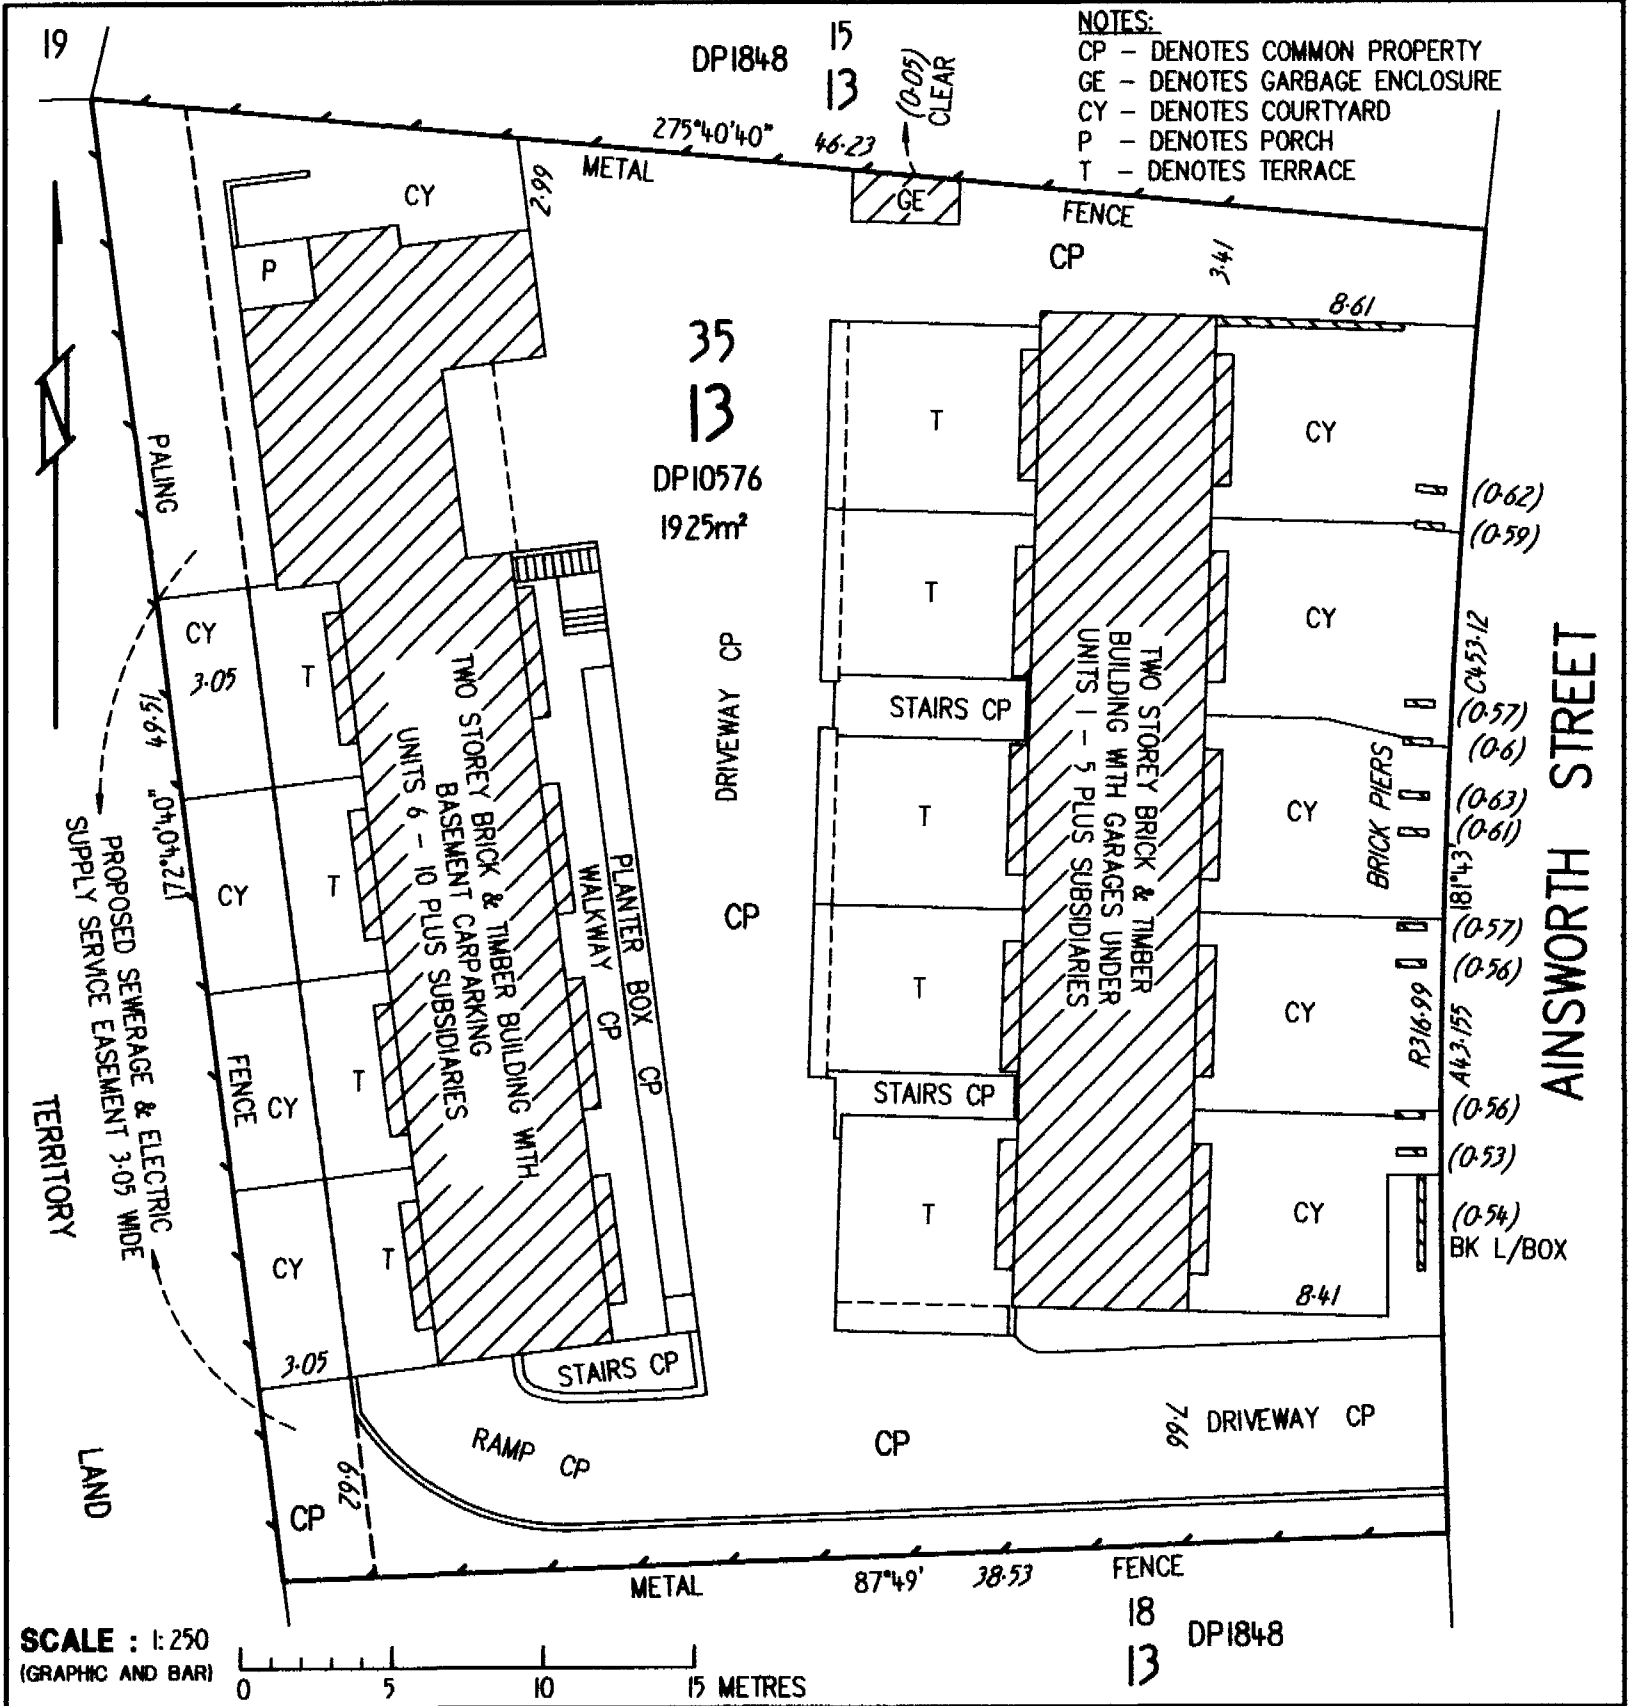 NOTES:
CP - DENOTES COMMON PROPERTY
GE - DENOTES GARBAGE ENCLOSURE
CY - DENOTES COURTYARD
P - DENOTES PORCH
T - DENOTES TERRACE
19
DP1848
15
13
(0·05)
CLEAR
275°40'40"
46·23
METAL
FENCE
GE
CP
CY
2·99
P
3·41
8·61
35
13
DP10576
1925m²
PALING
T
CY
T
CY
T
CY
T
CY
T
CY
(0·62)
(0·59)
C453·12
(0·57)
(0·6)
(0·63)
(0·61)
BRICK PIERS
181°43'
(0·57)
(0·56)
R316·99
A43·155
(0·56)
(0·53)
(0·54)
BK L/BOX
AINSWORTH STREET
STAIRS CP
STAIRS CP
TWO STOREY BRICK & TIMBER
BUILDING WITH GARAGES UNDER
UNITS 1 - 5 PLUS SUBSIDIARIES
DRIVEWAY CP
CP
CY
3·05
T
CY
T
CY
T
CY
T
49·51
172°40'40"
TWO STOREY BRICK & TIMBER BUILDING WITH
BASEMENT CARPARKING
UNITS 6 - 10 PLUS SUBSIDIARIES
PLANTER BOX CP
WALKWAY CP
PROPOSED SEWERAGE & ELECTRIC
SUPPLY SERVICE EASEMENT 3·05 WIDE
FENCE
TERRITORY
LAND
3·05
8·41
STAIRS CP
RAMP CP
CP
7·66
DRIVEWAY CP
6·62
CP
METAL
87°49'
38·53
FENCE
18
13
DP1848
SCALE : 1:250
(GRAPHIC AND BAR)
0 5 10 15 METRES